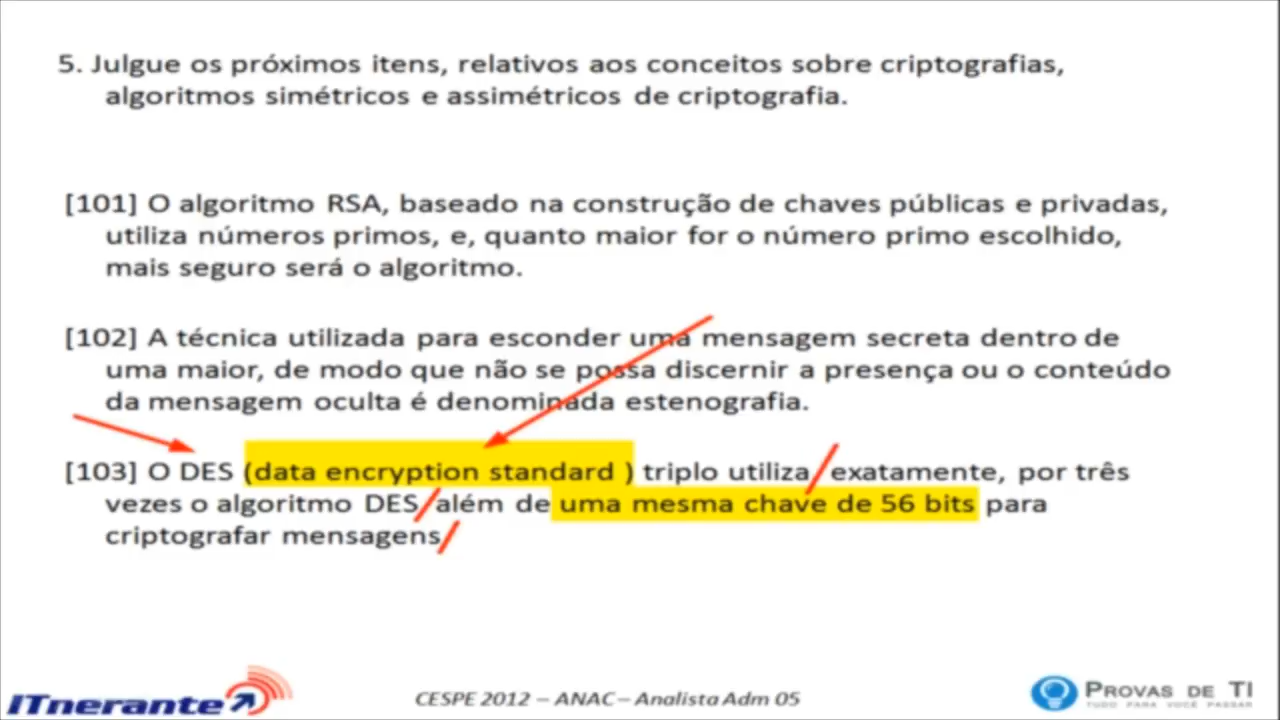 5. Julgue os próximos itens, relativos aos conceitos sobre criptografias,
algoritmos simétricos e assimétricos de criptografia.
[101] O algoritmo RSA, baseado na construção de chaves públicas e privadas,
utiliza números primos, e, quanto maior for o número primo escolhido,
mais seguro será o algoritmo.
[102] A técnica utilizada para esconder uma mensagem secreta dentro de
uma maior, de modo que não se possa discernir a presença ou o conteúdo
da mensagem oculta é denominada estenografia.
[103] O DES (data encryption standard ) triplo utiliza, exatamente, por três
vezes o algoritmo DES, além de uma mesma chave de 56 bits para
criptografar mensagens.
ITnerante
CESPE 2012 – ANAC – Analista Adm 05
PROVAS DE TI
TUDO PARA VOCÊ PASSAR